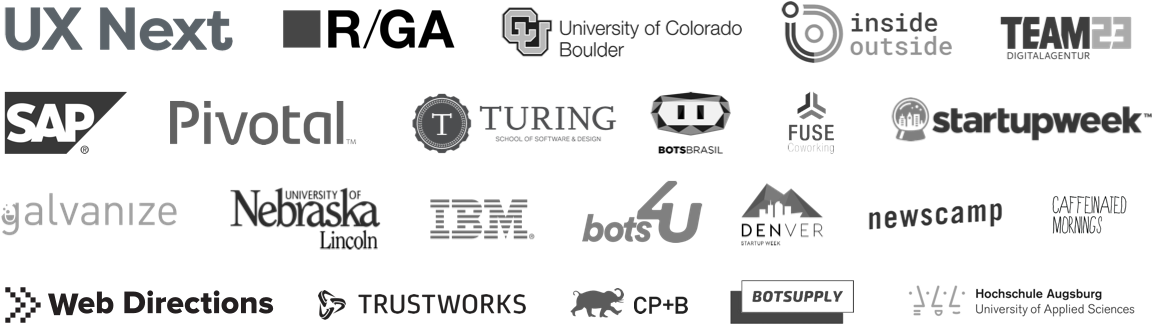 UX Next
R/GA
University of Colorado
Boulder
inside
outside
TEAM23
DIGITALAGENTUR
SAP®
Pivotal™
T
TURING
SCHOOL OF SOFTWARE & DESIGN
BOTSBRASIL
FUSE
Coworking
startupweek™
galvanize
UNIVERSITY OF
Nebraska
Lincoln
IBM®
bots4U
DENVER
STARTUP WEEK
newscamp
CAFFEINATED
MORNINGS
Web Directions
TRUSTWORKS
CP+B
BOTSUPPLY
Hochschule Augsburg
University of Applied Sciences